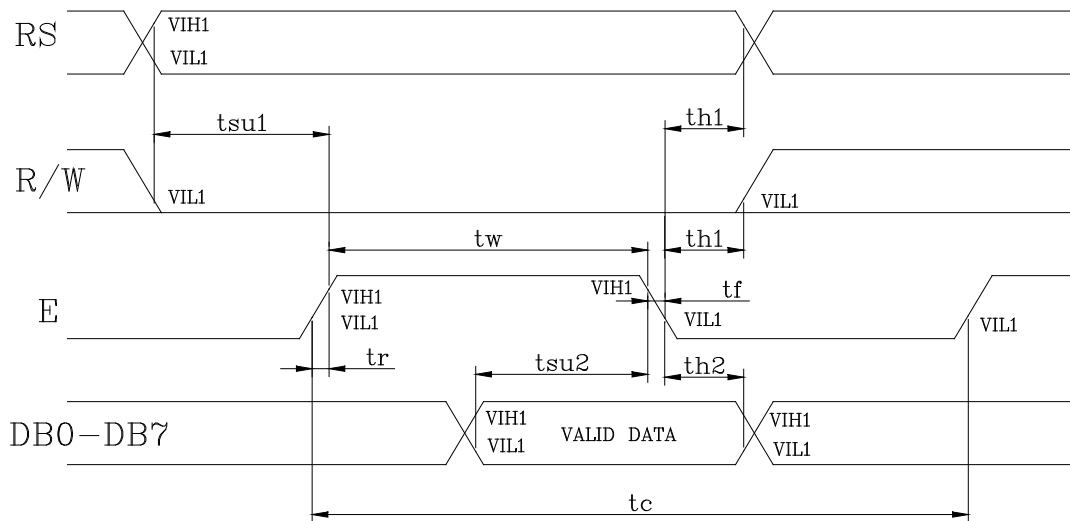 RS
VIH1
VIL1
tsu1
th1
R/W
VIL1
VIL1
tw
th1
E
VIH1
VIL1
VIH1
tf
VIL1
VIL1
tr
tsu2
th2
DB0-DB7
VIH1
VIL1
VALID DATA
VIH1
VIL1
tc